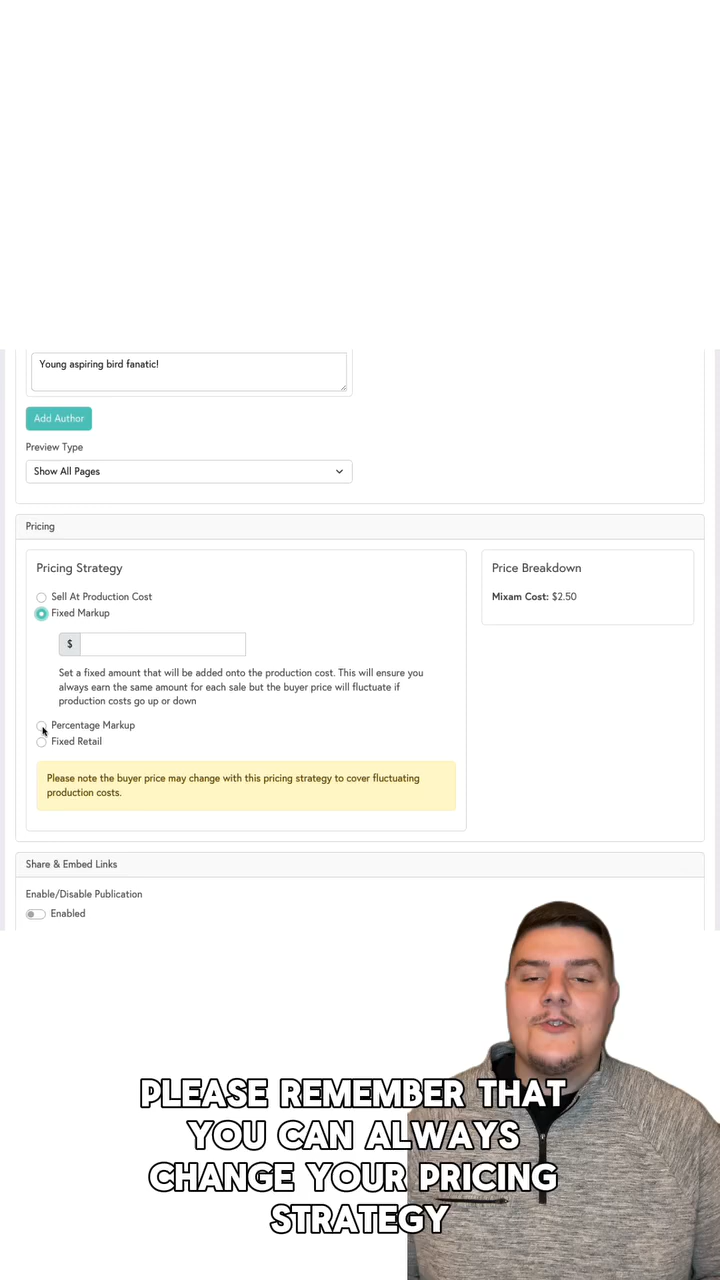 Young aspiring bird fanatic!
Add Author
Preview Type
Show All Pages
Pricing
Pricing Strategy
Sell At Production Cost
Fixed Markup
$
Set a fixed amount that will be added onto the production cost. This will ensure you
always earn the same amount for each sale but the buyer price will fluctuate if
production costs go up or down
Percentage Markup
Fixed Retail
Please note the buyer price may change with this pricing strategy to cover fluctuating
production costs.
Price Breakdown
Mixam Cost: $2.50
Share & Embed Links
Enable/Disable Publication
Enabled
PLEASE REMEMBER THAT
YOU CAN ALWAYS
CHANGE YOUR PRICING
STRATEGY